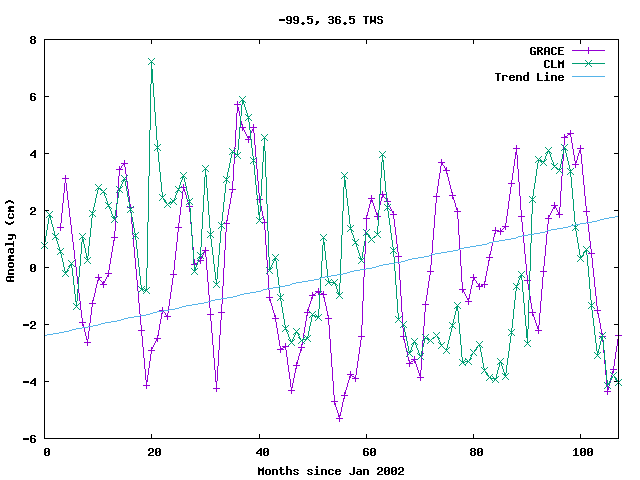 -99.5, 36.5 TWS
GRACE
CLM
Trend Line
8
6
4
2
0
-2
-4
-6
Anomaly (cm)
0 20 40 60 80 100
Months since Jan 2002